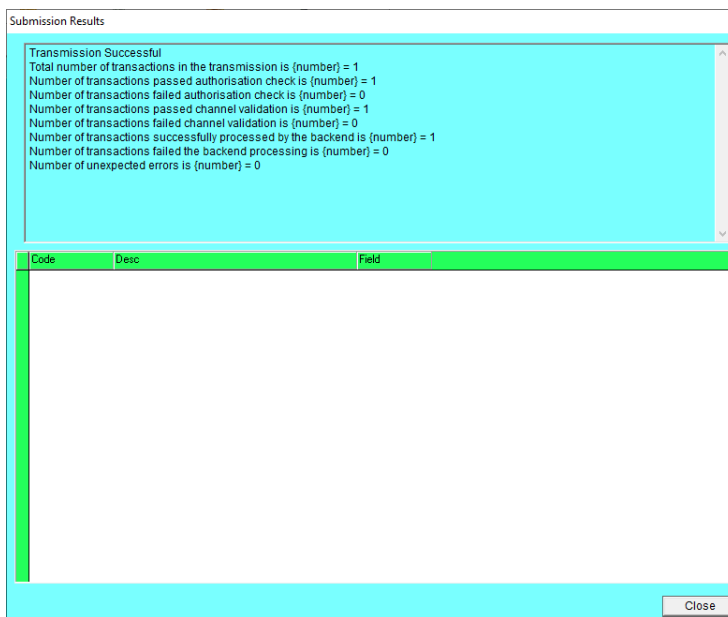 Submission Results
Transmission Successful
Total number of transactions in the transmission is {number} = 1
Number of transactions passed authorisation check is {number} = 1
Number of transactions failed authorisation check is {number} = 0
Number of transactions passed channel validation is {number} = 1
Number of transactions failed channel validation is {number} = 0
Number of transactions successfully processed by the backend is {number} = 1
Number of transactions failed the backend processing is {number} = 0
Number of unexpected errors is {number} = 0
Code Desc Field
Close